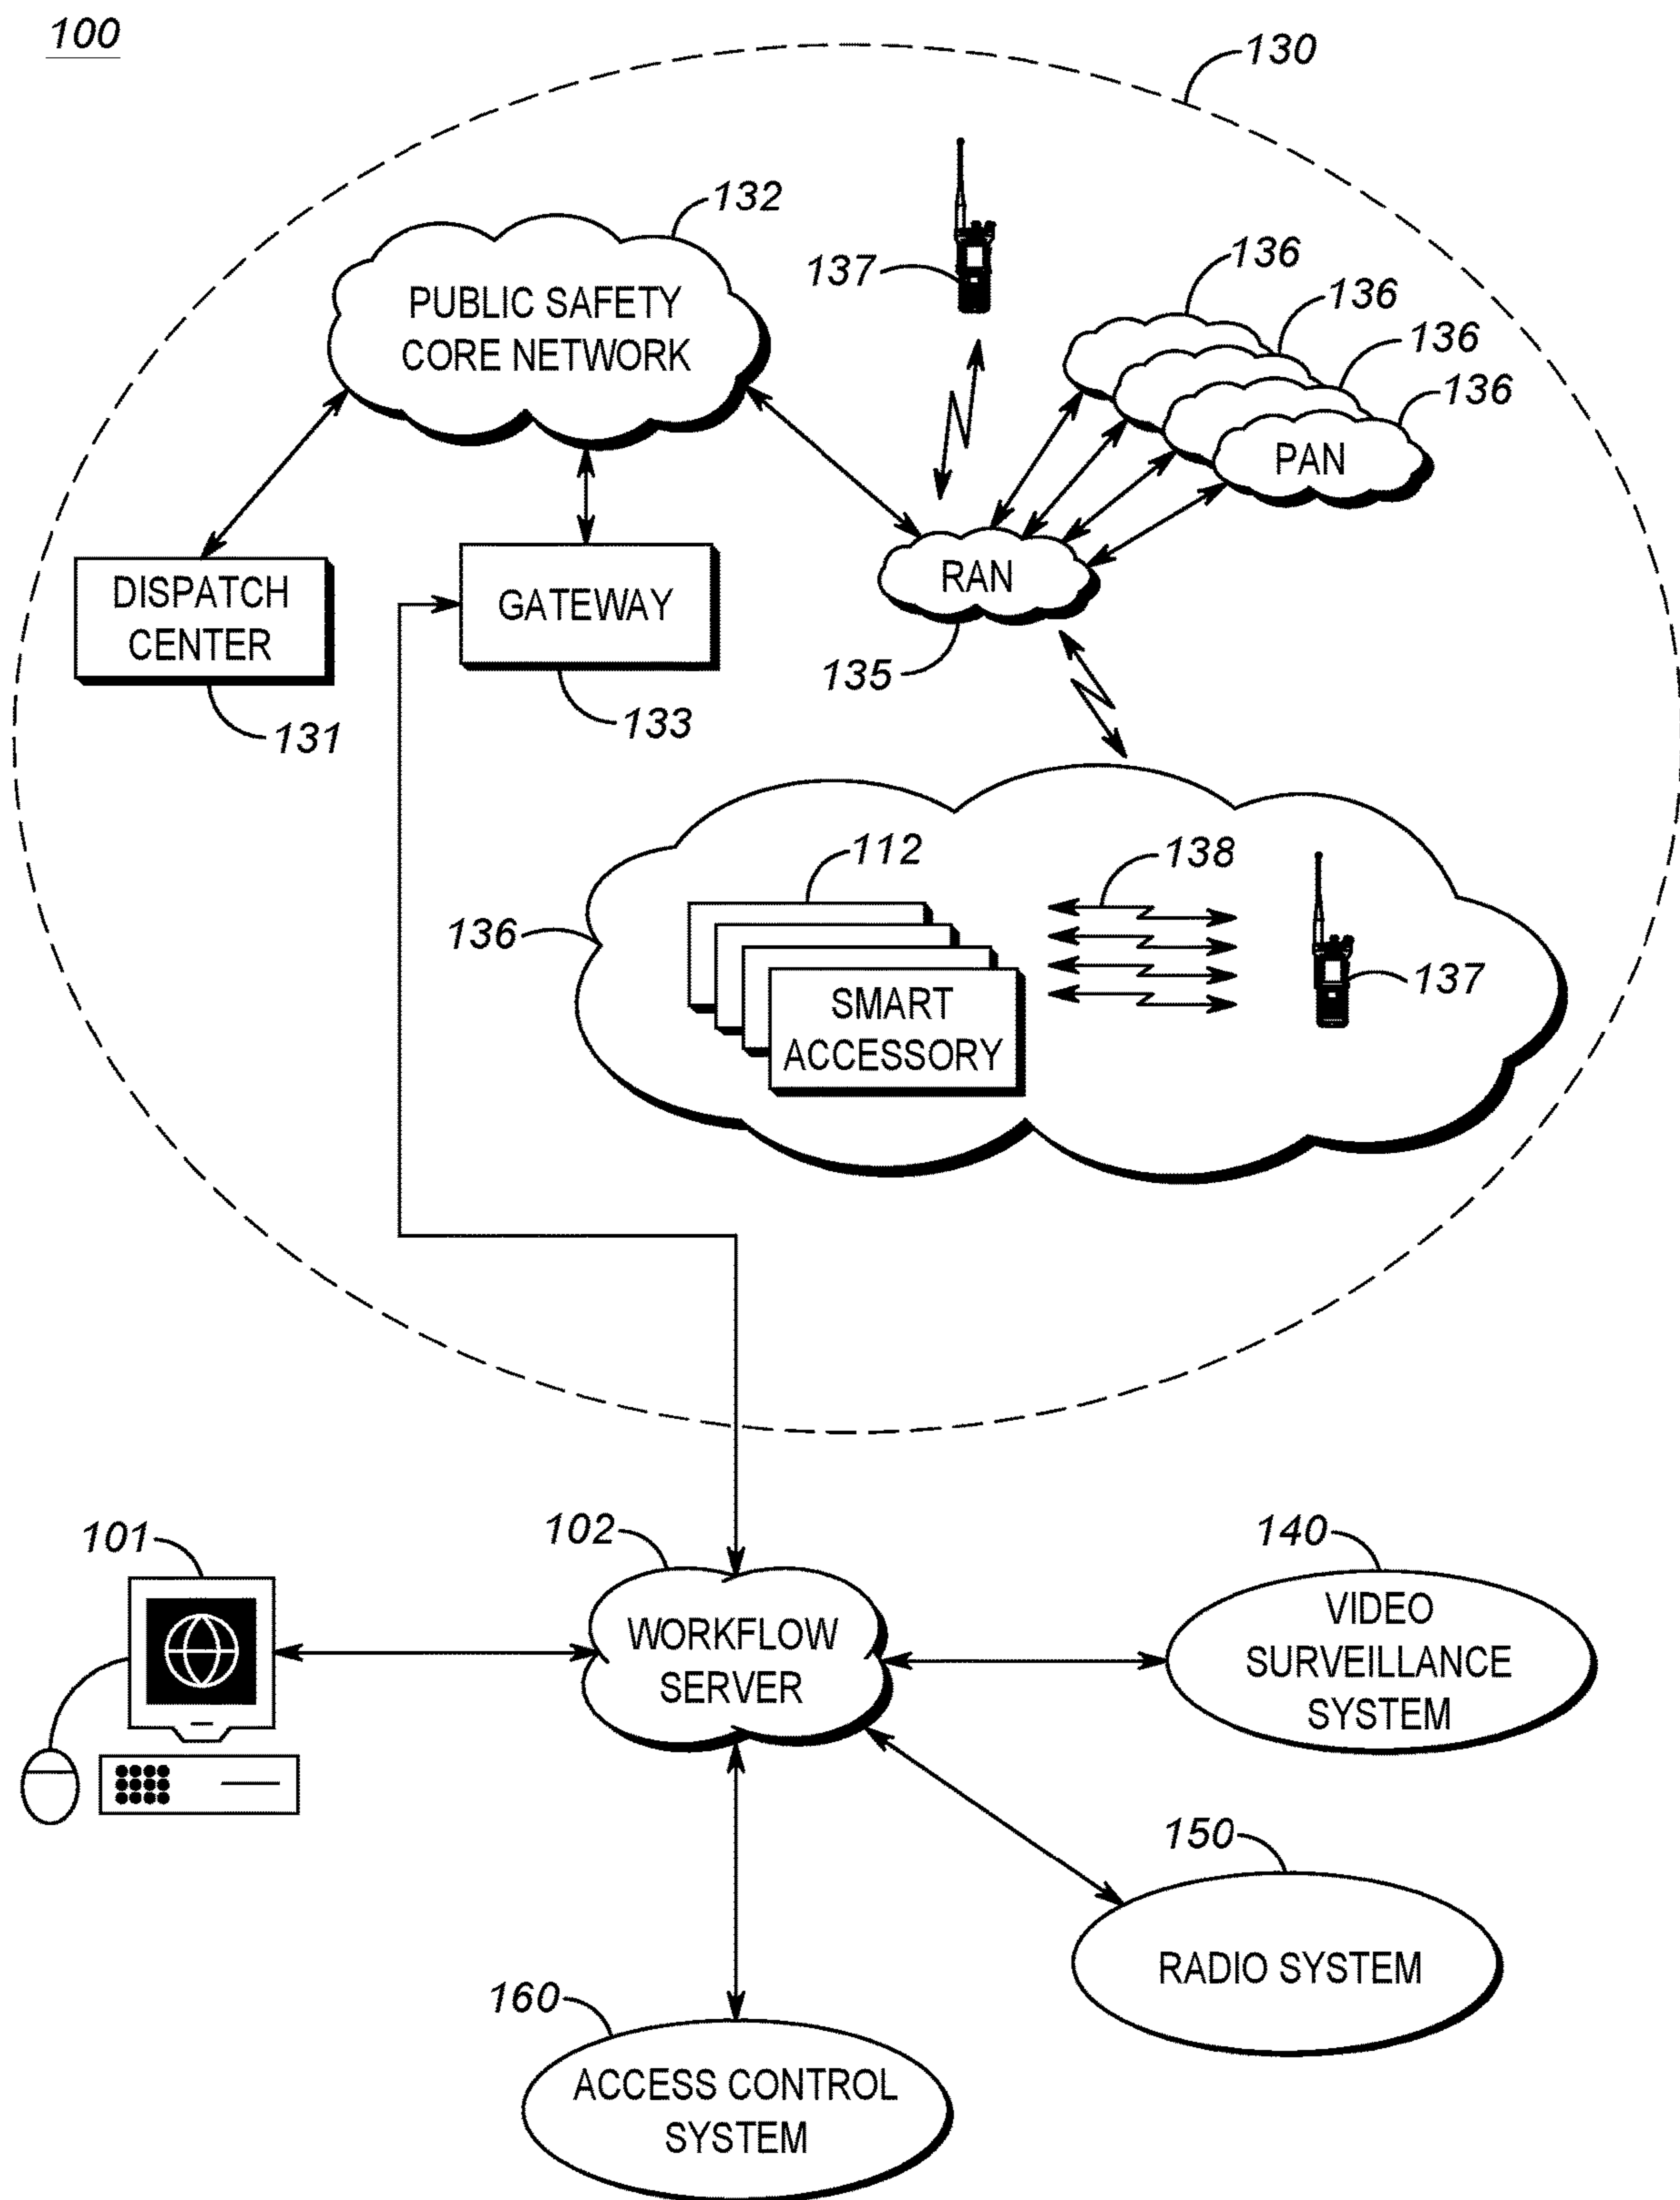 100
130
132
PUBLIC SAFETY
CORE NETWORK
137
136
136
136
136
PAN
DISPATCH
CENTER
GATEWAY
RAN
135
131
133
112
138
136
137
SMART
ACCESSORY
101
102
140
WORKFLOW
SERVER
VIDEO
SURVEILLANCE
SYSTEM
150
RADIO SYSTEM
160
ACCESS CONTROL
SYSTEM